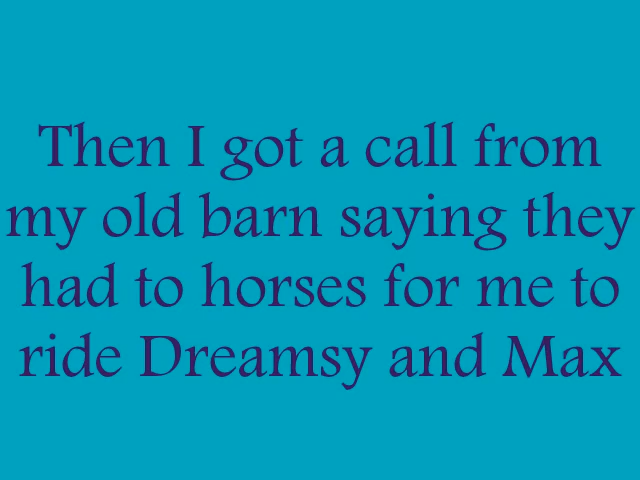 Then I got a call from
my old barn saying they
had to horses for me to
ride Dreamsy and Max